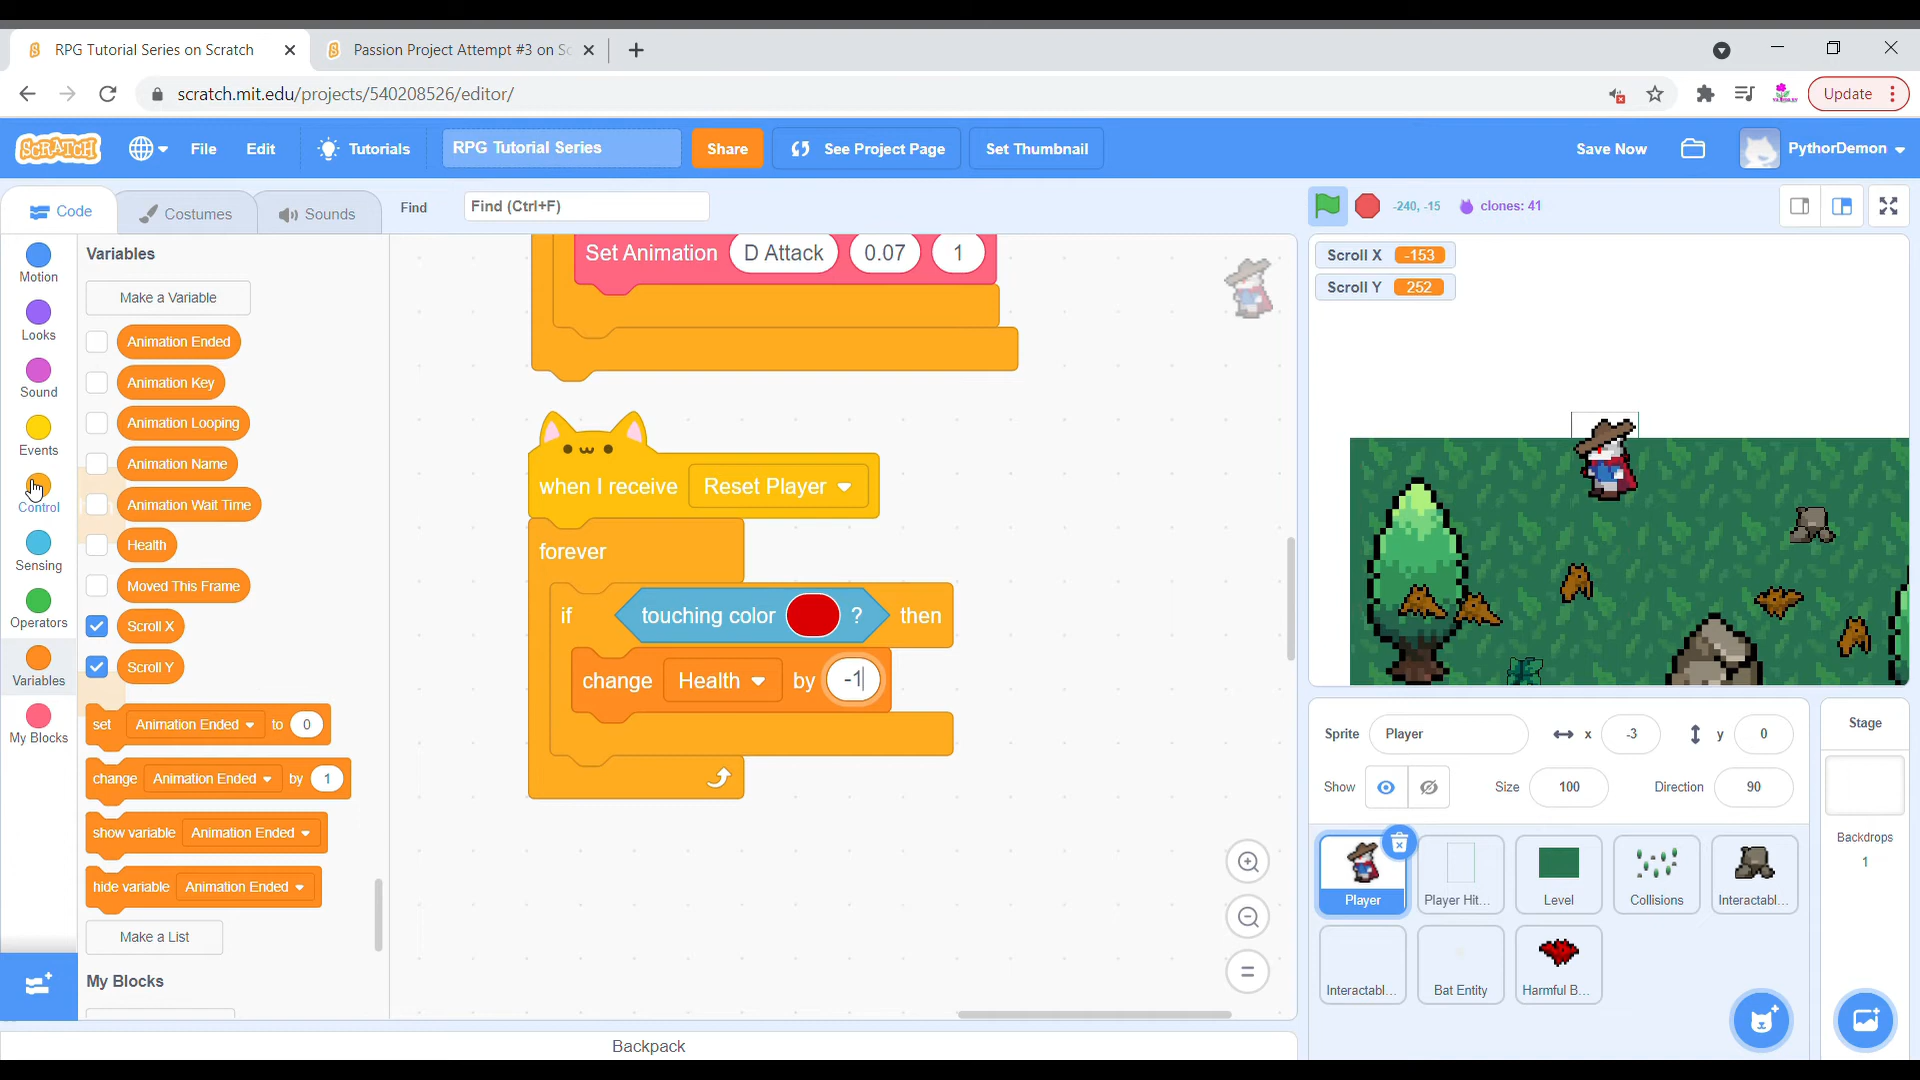 RPG Tutorial Series on Scratch
Passion Project Attempt #3 on Sc
scratch.mit.edu/projects/540208526/editor/
Update
SCRATCH
File
Edit
Tutorials
RPG Tutorial Series
Share
See Project Page
Set Thumbnail
Save Now
PythorDemon
Code
Costumes
Sounds
Find
Find (Ctrl+F)
-240, -15
clones: 41
Motion
Looks
Sound
Events
Control
Sensing
Operators
Variables
My Blocks
Variables
Make a Variable
Animation Ended
Animation Key
Animation Looping
Animation Name
Animation Wait Time
Health
Moved This Frame
Scroll X
Scroll Y
set Animation Ended to 0
change Animation Ended by 1
show variable Animation Ended
hide variable Animation Ended
Make a List
My Blocks
Set Animation D Attack 0.07 1
when I receive Reset Player
forever
if touching color ? then
change Health by -1
Scroll X -153
Scroll Y 252
Sprite Player x -3 y 0
Show Size 100 Direction 90
Player
Player Hit...
Level
Collisions
Interactabl...
Interactabl...
Bat Entity
Harmful B...
Stage
Backdrops
1
Backpack